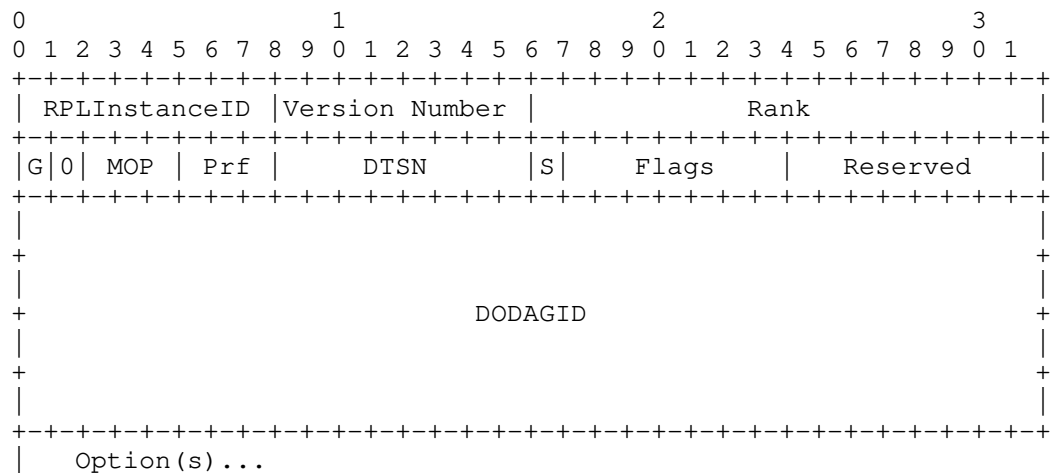 0                   1                   2                   3
0 1 2 3 4 5 6 7 8 9 0 1 2 3 4 5 6 7 8 9 0 1 2 3 4 5 6 7 8 9 0 1
+-+-+-+-+-+-+-+-+-+-+-+-+-+-+-+-+-+-+-+-+-+-+-+-+-+-+-+-+-+-+-+-+
| RPLInstanceID |Version Number |             Rank              |
+-+-+-+-+-+-+-+-+-+-+-+-+-+-+-+-+-+-+-+-+-+-+-+-+-+-+-+-+-+-+-+-+
|G|0| MOP | Prf |     DTSN      |S|    Flags    |   Reserved    |
+-+-+-+-+-+-+-+-+-+-+-+-+-+-+-+-+-+-+-+-+-+-+-+-+-+-+-+-+-+-+-+-+
|                                                               |
+                                                               +
|                                                               |
+                            DODAGID                            +
|                                                               |
+                                                               +
|                                                               |
+-+-+-+-+-+-+-+-+-+-+-+-+-+-+-+-+-+-+-+-+-+-+-+-+-+-+-+-+-+-+-+-+
|   Option(s)...